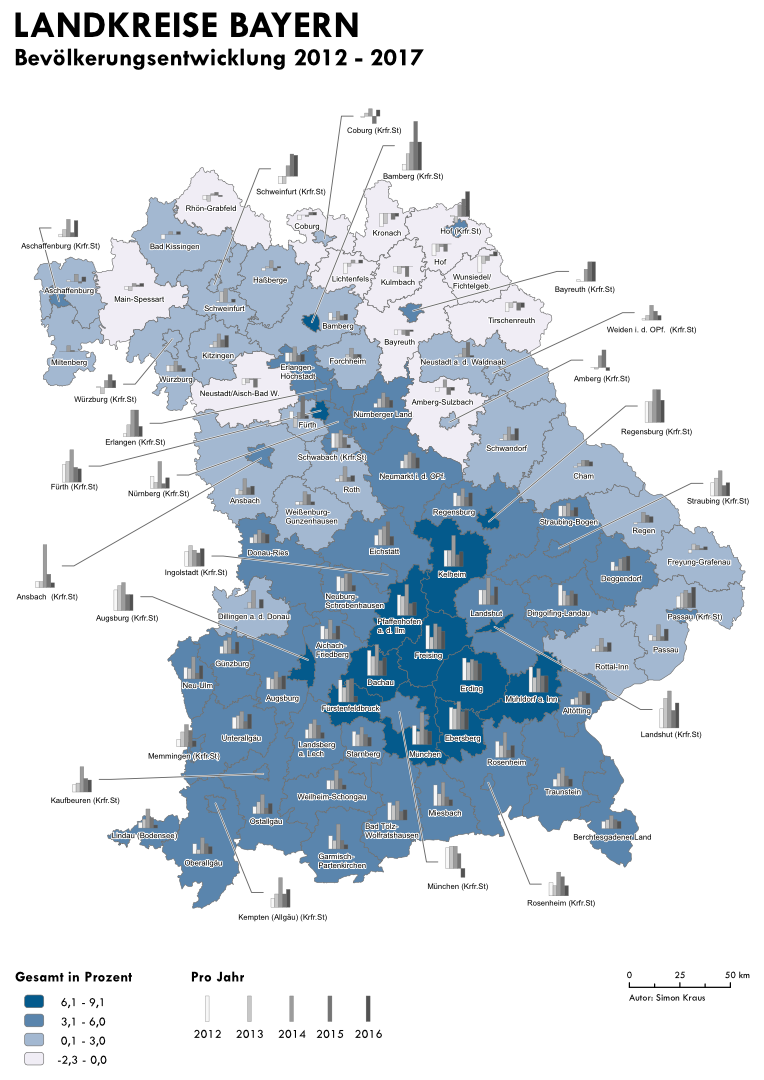 LANDKREISE BAYERN
Bevölkerungsentwicklung 2012 - 2017
Coburg (Krfr.St)
Bamberg (Krfr.St)
Schweinfurt (Krfr.St)
Rhön-Grabfeld
Coburg
Kronach
Hof (Krfr.St)
Aschaffenburg (Krfr.St)
Bad Kissingen
Hof
Lichtenfels
Kulmbach
Wunsiedel/
Fichtelgeb
Haßberge
Aschaffenburg
Main-Spessart
Bayreuth (Krfr.St)
Schweinfurt
Tirschenreuth
Bamberg
Weiden i. d. OPf. (Krfr.St)
Bayreuth
Kitzingen
Miltenberg
Forchheim
Neustadt a. d. Waldnaab
Erlangen-
Höchstadt
Würzburg
Amberg (Krfr.St)
Würzburg (Krfr.St)
Neustadt/Aisch-Bad W.
Amberg-Sulzbach
Nürnberger Land
Fürth
Regensburg (Krfr.St)
Erlangen (Krfr.St)
Schwandorf
Schwabach (Krfr.St)
Neumarkt i. d. OPf.
Cham
Fürth (Krfr.St)
Nürnberg (Krfr.St)
Roth
Ansbach
Straubing (Krfr.St)
Weißenburg-
Gunzenhausen
Regensburg
Straubing-Bogen
Regen
Donau-Ries
Eichstätt
Freyung-Grafenau
Ingolstadt (Krfr.St)
Kelheim
Deggendorf
Ansbach (Krfr.St)
Neuburg-
Schrobenhausen
Landshut
Dingolfing-Landau
Dillingen a. d. Donau
Augsburg (Krfr.St)
Pfaffenhofen
a. d. Ilm
Passau (Krfr.St)
Aichach-
Friedberg
Passau
Freising
Günzburg
Rottal-Inn
Dachau
Neu-Ulm
Erding
Augsburg
Mühldorf a. Inn
Fürstenfeldbruck
Altötting
Landshut (Krfr.St)
Unterallgäu
Ebersberg
Landsberg
a. Lech
Starnberg
München
Memmingen (Krfr.St)
Rosenheim
Traunstein
Kaufbeuren (Krfr.St)
Weilheim-Schongau
Miesbach
Ostallgäu
Bad Tölz-
Wolfratshausen
Lindau (Bodensee)
Berchtesgadener Land
Oberallgäu
Garmisch-
Partenkirchen
München (Krfr.St)
Rosenheim (Krfr.St)
Kempten (Allgäu) (Krfr.St)
Gesamt in Prozent
6,1 - 9,1
3,1 - 6,0
0,1 - 3,0
-2,3 - 0,0
Pro Jahr
2012 2013 2014 2015 2016
0 25 50 km
Autor: Simon Kraus